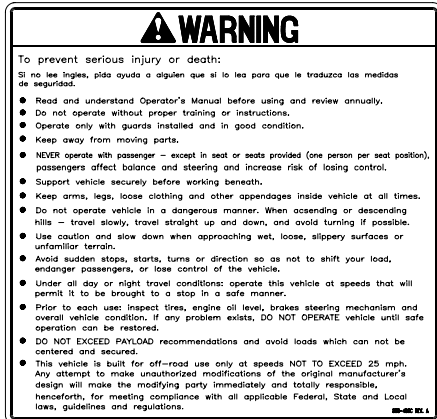 WARNING
To prevent serious injury or death:
Si no lee ingles, pida ayuda a alguien que si lo lea para que le traduzca las medidas
de seguridad.
● Read and understand Operator's Manual before using and review annually.
● Do not operate without proper training or instructions.
● Operate only with guards installed and in good condition.
● Keep away from moving parts.
● NEVER operate with passenger – except in seat or seats provided (one person per seat position),
passengers affect balance and steering and increase risk of losing control.
● Support vehicle securely before working beneath.
● Keep arms, legs, loose clothing and other appendages inside vehicle at all times.
● Do not operate vehicle in a dangerous manner. When acsending or descending
hills – travel slowly, travel straight up and down, and avoid turning if possible.
● Use caution and slow down when approaching wet, loose, slippery surfaces or
unfamiliar terrain.
● Avoid sudden stops, starts, turns or direction so as not to shift your load,
endanger passengers, or lose control of the vehicle.
● Under all day or night travel conditions: operate this vehicle at speeds that will
permit it to be brought to a stop in a safe manner.
● Prior to each use: inspect tires, engine oil level, brakes steering mechanism and
overall vehicle condition. If any problem exists, DO NOT OPERATE vehicle until safe
operation can be restored.
● DO NOT EXCEED PAYLOAD recommendations and avoid loads which can not be
centered and secured.
● This vehicle is built for off–road use only at speeds NOT TO EXCEED 25 mph.
Any attempt to make unauthorized modifications of the original manufacturer's
design will make the modifying party immediately and totally responsible,
henceforth, for meeting compliance with all applicable Federal, State and Local
laws, guidelines and regulations.